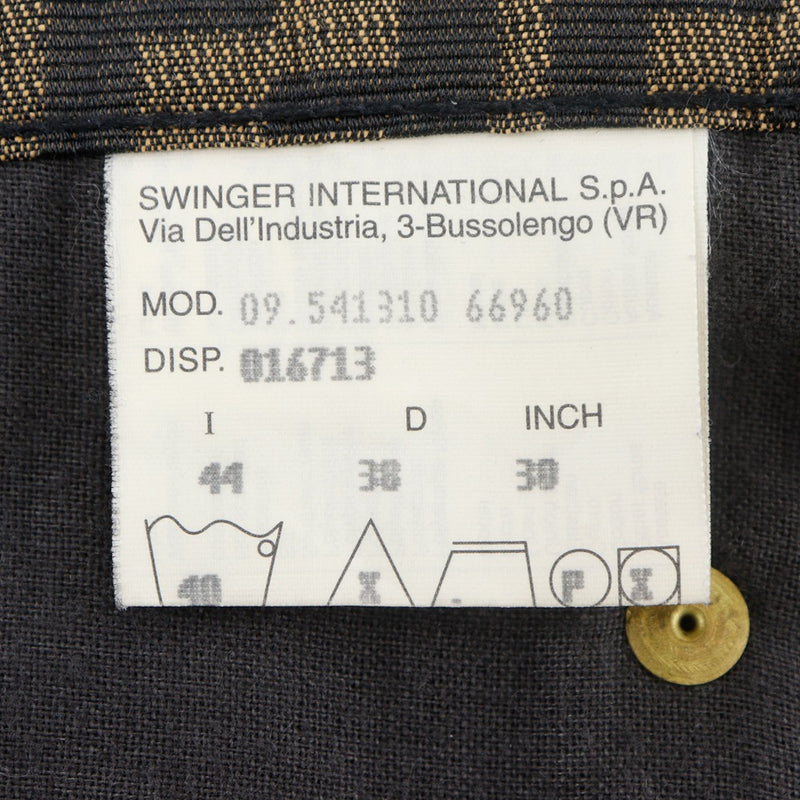 SWINGER INTERNATIONAL S.p.A.
Via Dell'Industria, 3-Bussolengo (VR)
MOD. 09.541310 66960
DISP. 016713
I D INCH
44 38 30
40 X P X